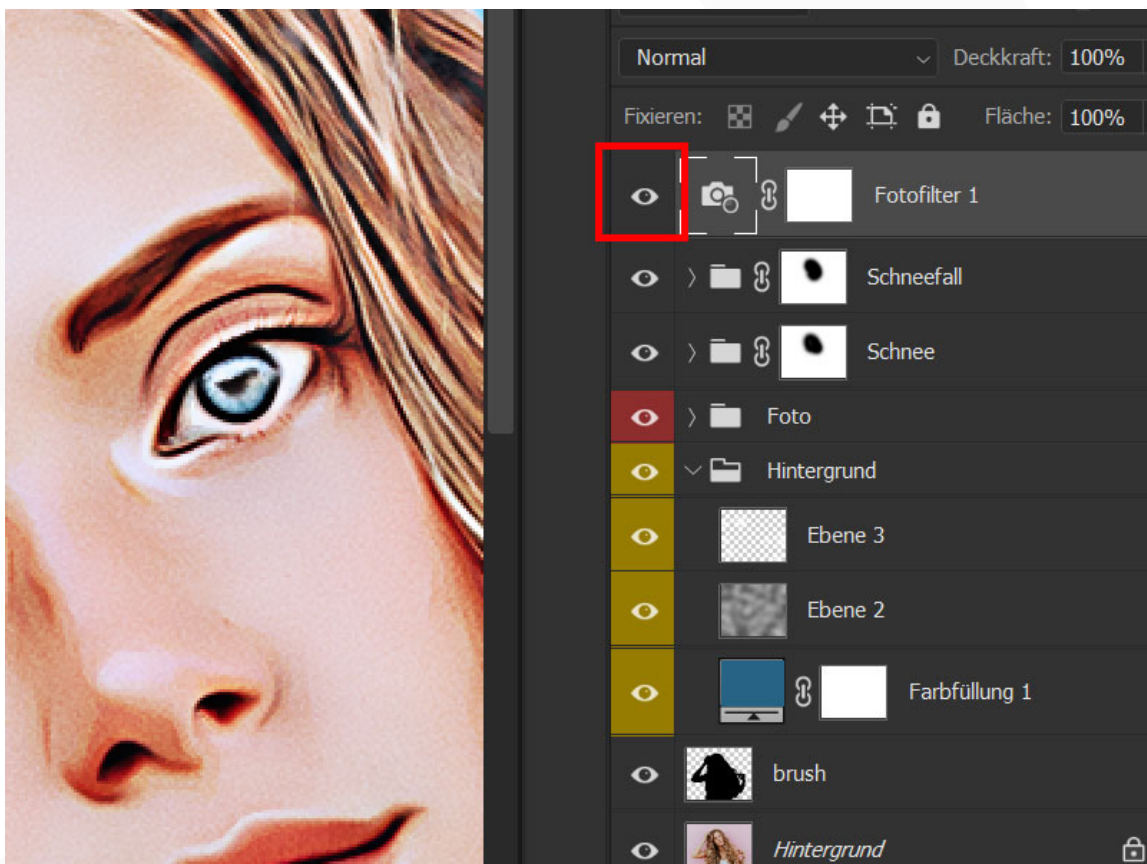 Normal Deckkraft: 100%
Fixieren: Fläche: 100%
Fotofilter 1
Schneefall
Schnee
Foto
Hintergrund
Ebene 3
Ebene 2
Farbfüllung 1
brush
Hintergrund